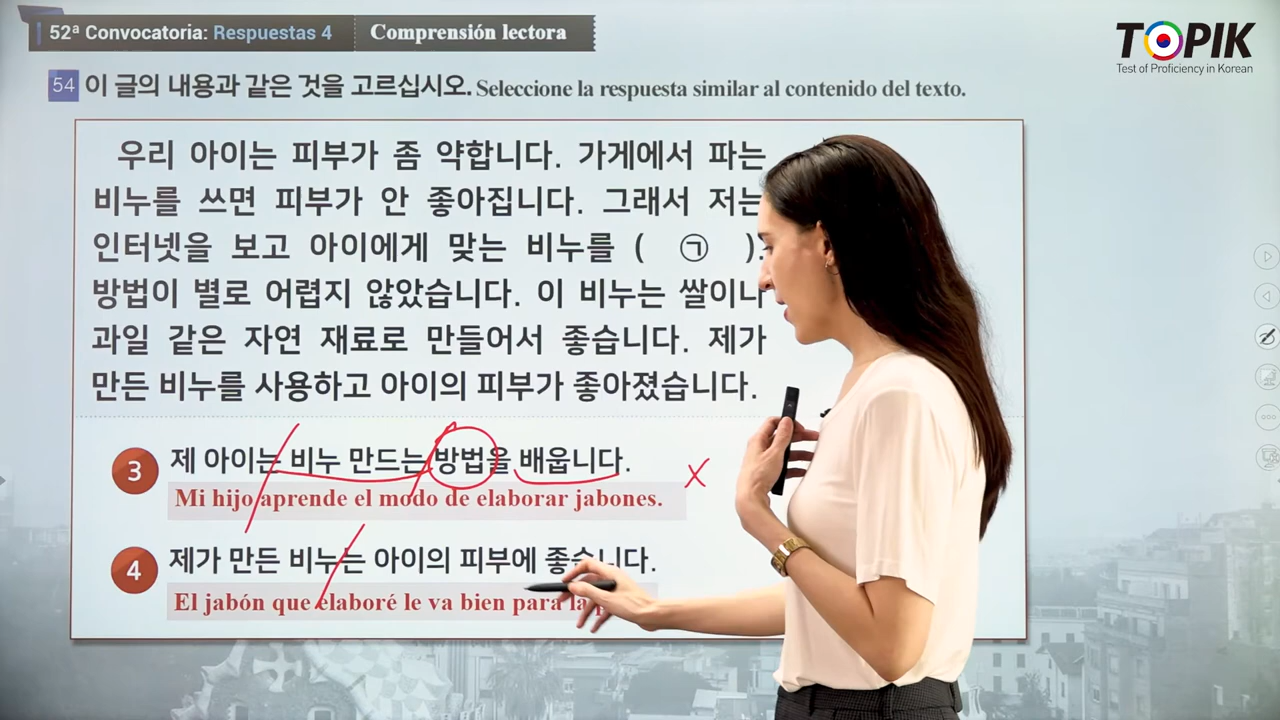 52ª Convocatoria: Respuestas 4 Comprensión lectora
TOPIK
Test of Proficiency in Korean
54 이 글의 내용과 같은 것을 고르십시오. Seleccione la respuesta similar al contenido del texto.
우리 아이는 피부가 좀 약합니다. 가게에서 파는
비누를 쓰면 피부가 안 좋아집니다. 그래서 저는
인터넷을 보고 아이에게 맞는 비누를 ( ㉠ ).
방법이 별로 어렵지 않았습니다. 이 비누는 쌀이나
과일 같은 자연 재료로 만들어서 좋습니다. 제가
만든 비누를 사용하고 아이의 피부가 좋아졌습니다.
3 제 아이는 비누 만드는 방법을 배웁니다. X
Mi hijo aprende el modo de elaborar jabones.
4 제가 만든 비누는 아이의 피부에 좋습니다.
El jabón que elaboré le va bien para la